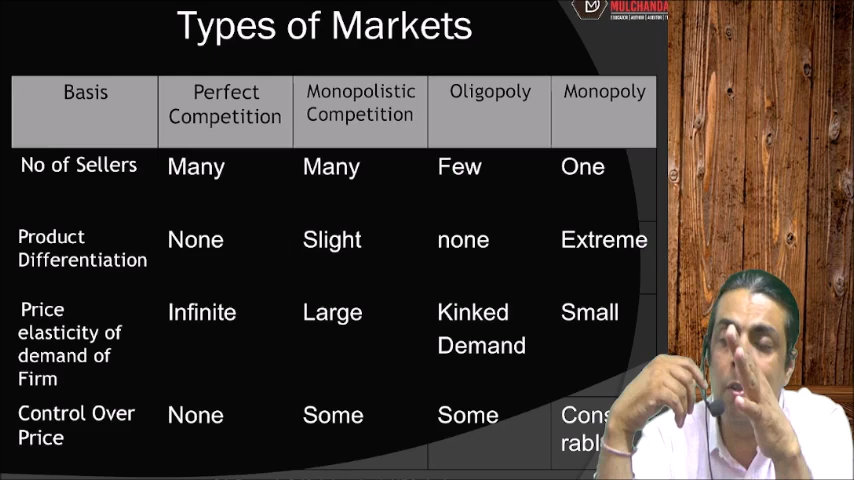 Types of Markets
MULCHANDA
Basis
Perfect
Competition
Monopolistic
Competition
Oligopoly
Monopoly
No of Sellers
Many
Many
Few
One
Product
Differentiation
None
Slight
none
Extreme
Price
elasticity of
demand of
Firm
Infinite
Large
Kinked
Demand
Small
Control Over
Price
None
Some
Some